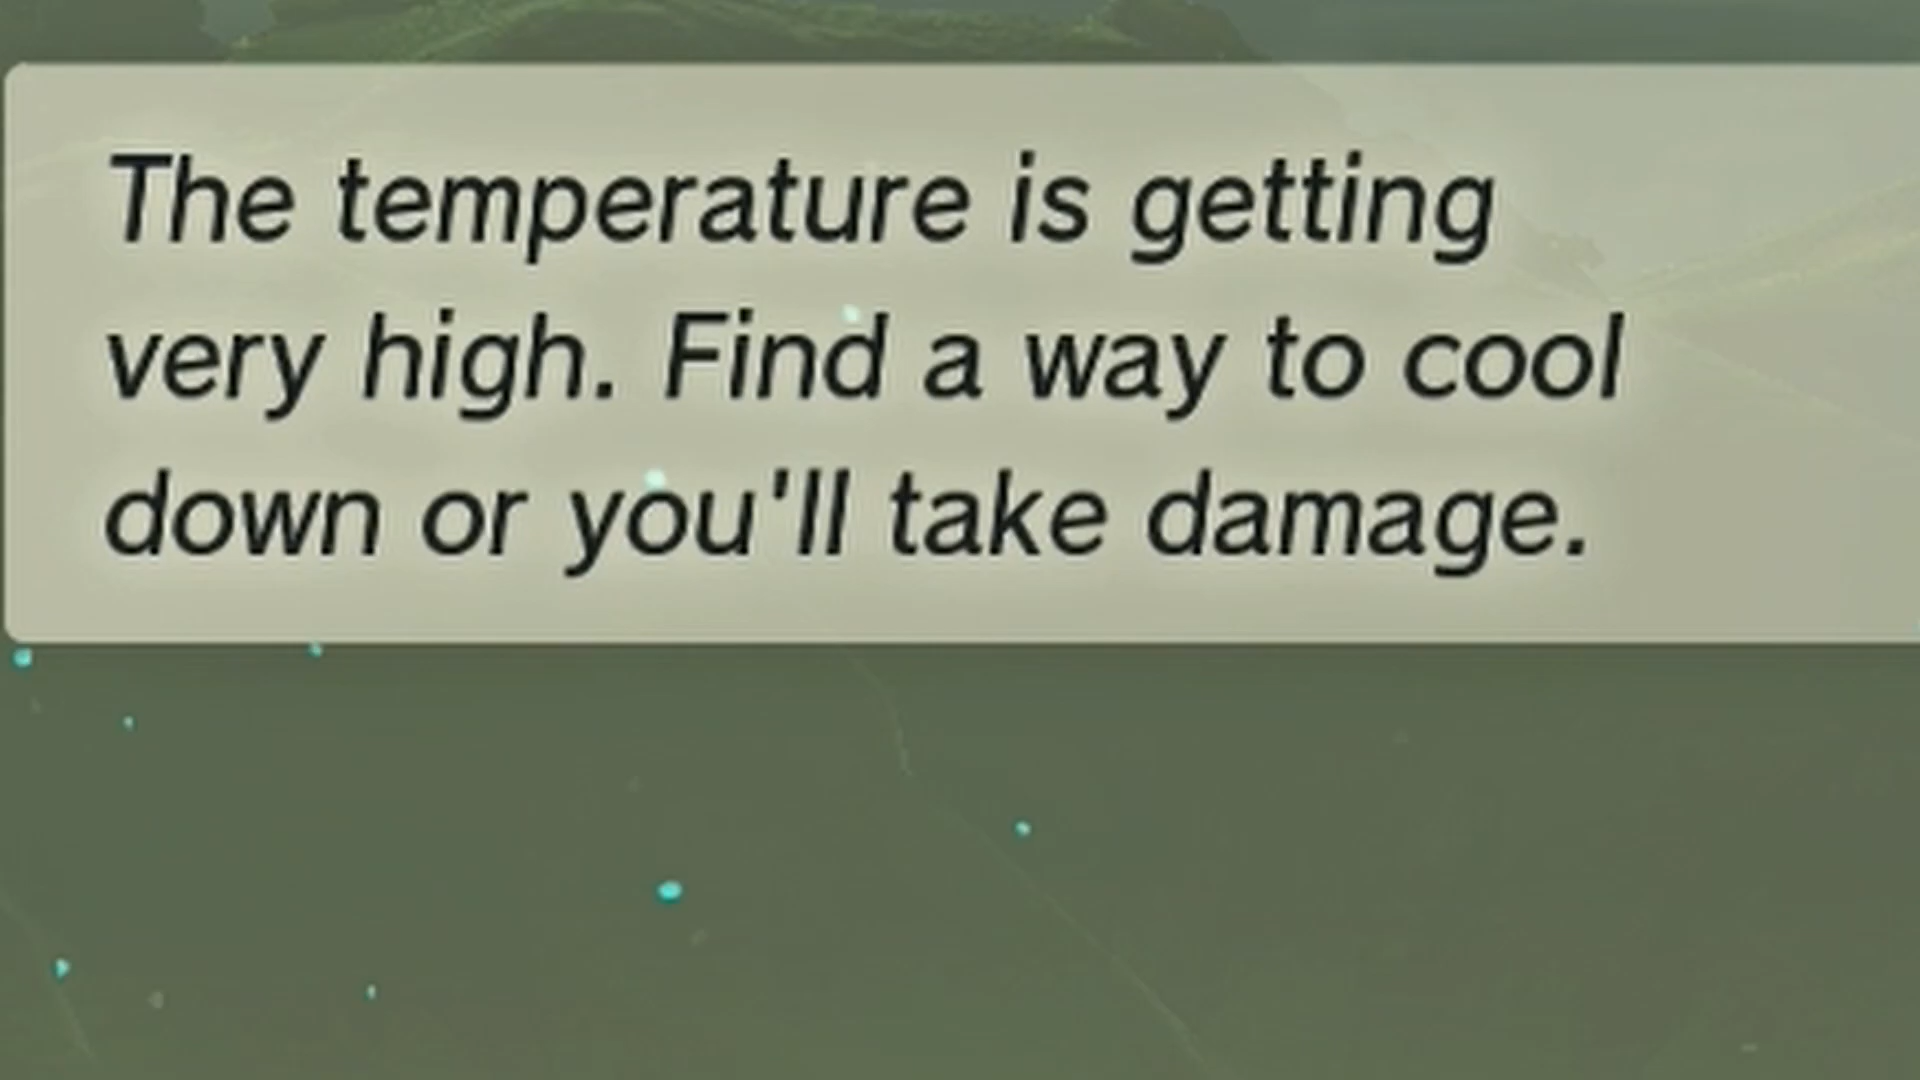 The temperature is getting
very high. Find a way to cool
down or you'll take damage.